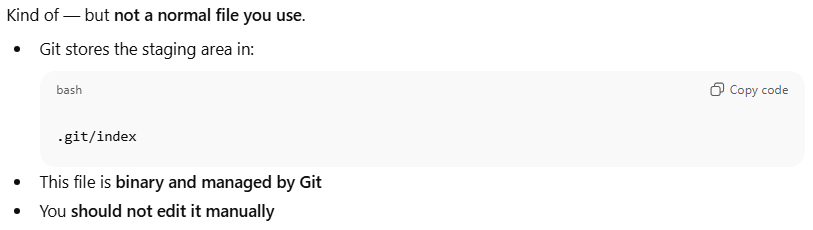 Kind of — but not a normal file you use.
• Git stores the staging area in:
bash
Copy code
.git/index
• This file is binary and managed by Git
• You should not edit it manually